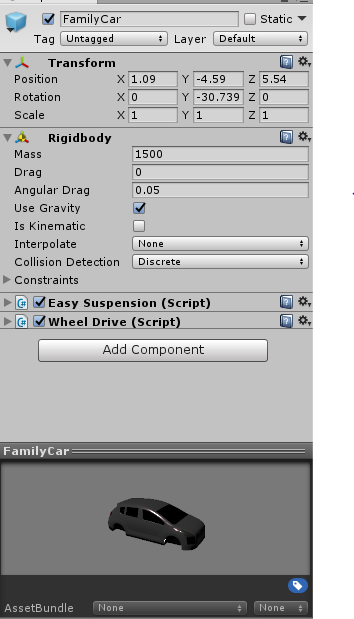 FamilyCar Static
Tag Untagged Layer Default
Transform
Position X 1.09 Y -4.59 Z 5.54
Rotation X 0 Y -30.739 Z 0
Scale X 1 Y 1 Z 1
Rigidbody
Mass 1500
Drag 0
Angular Drag 0.05
Use Gravity
Is Kinematic
Interpolate None
Collision Detection Discrete
Constraints
C# Easy Suspension (Script)
C# Wheel Drive (Script)
Add Component
FamilyCar
AssetBundle None None